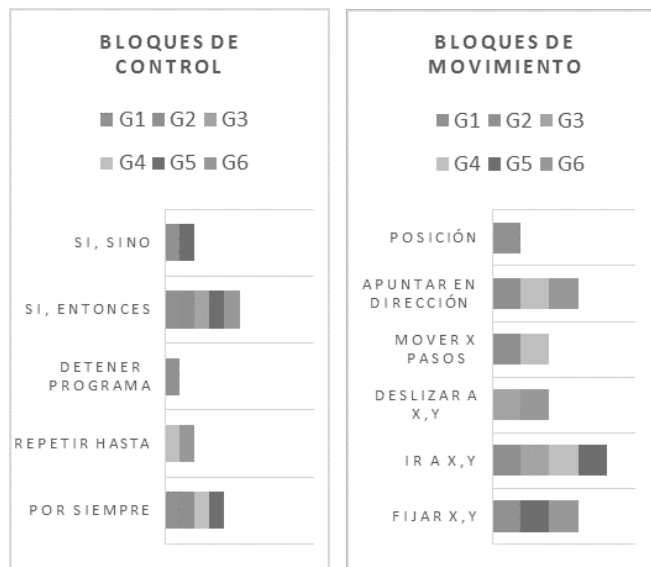 BLOQUES DE
CONTROL
G1 G2 G3
G4 G5 G6
SI, SINO
SI, ENTONCES
DETENER
PROGRAMA
REPETIR HASTA
POR SIEMPRE
BLOQUES DE
MOVIMIENTO
G1 G2 G3
G4 G5 G6
POSICIÓN
APUNTAR EN
DIRECCIÓN
MOVER X
PASOS
DESLIZAR A
X,Y
IR A X,Y
FIJAR X,Y